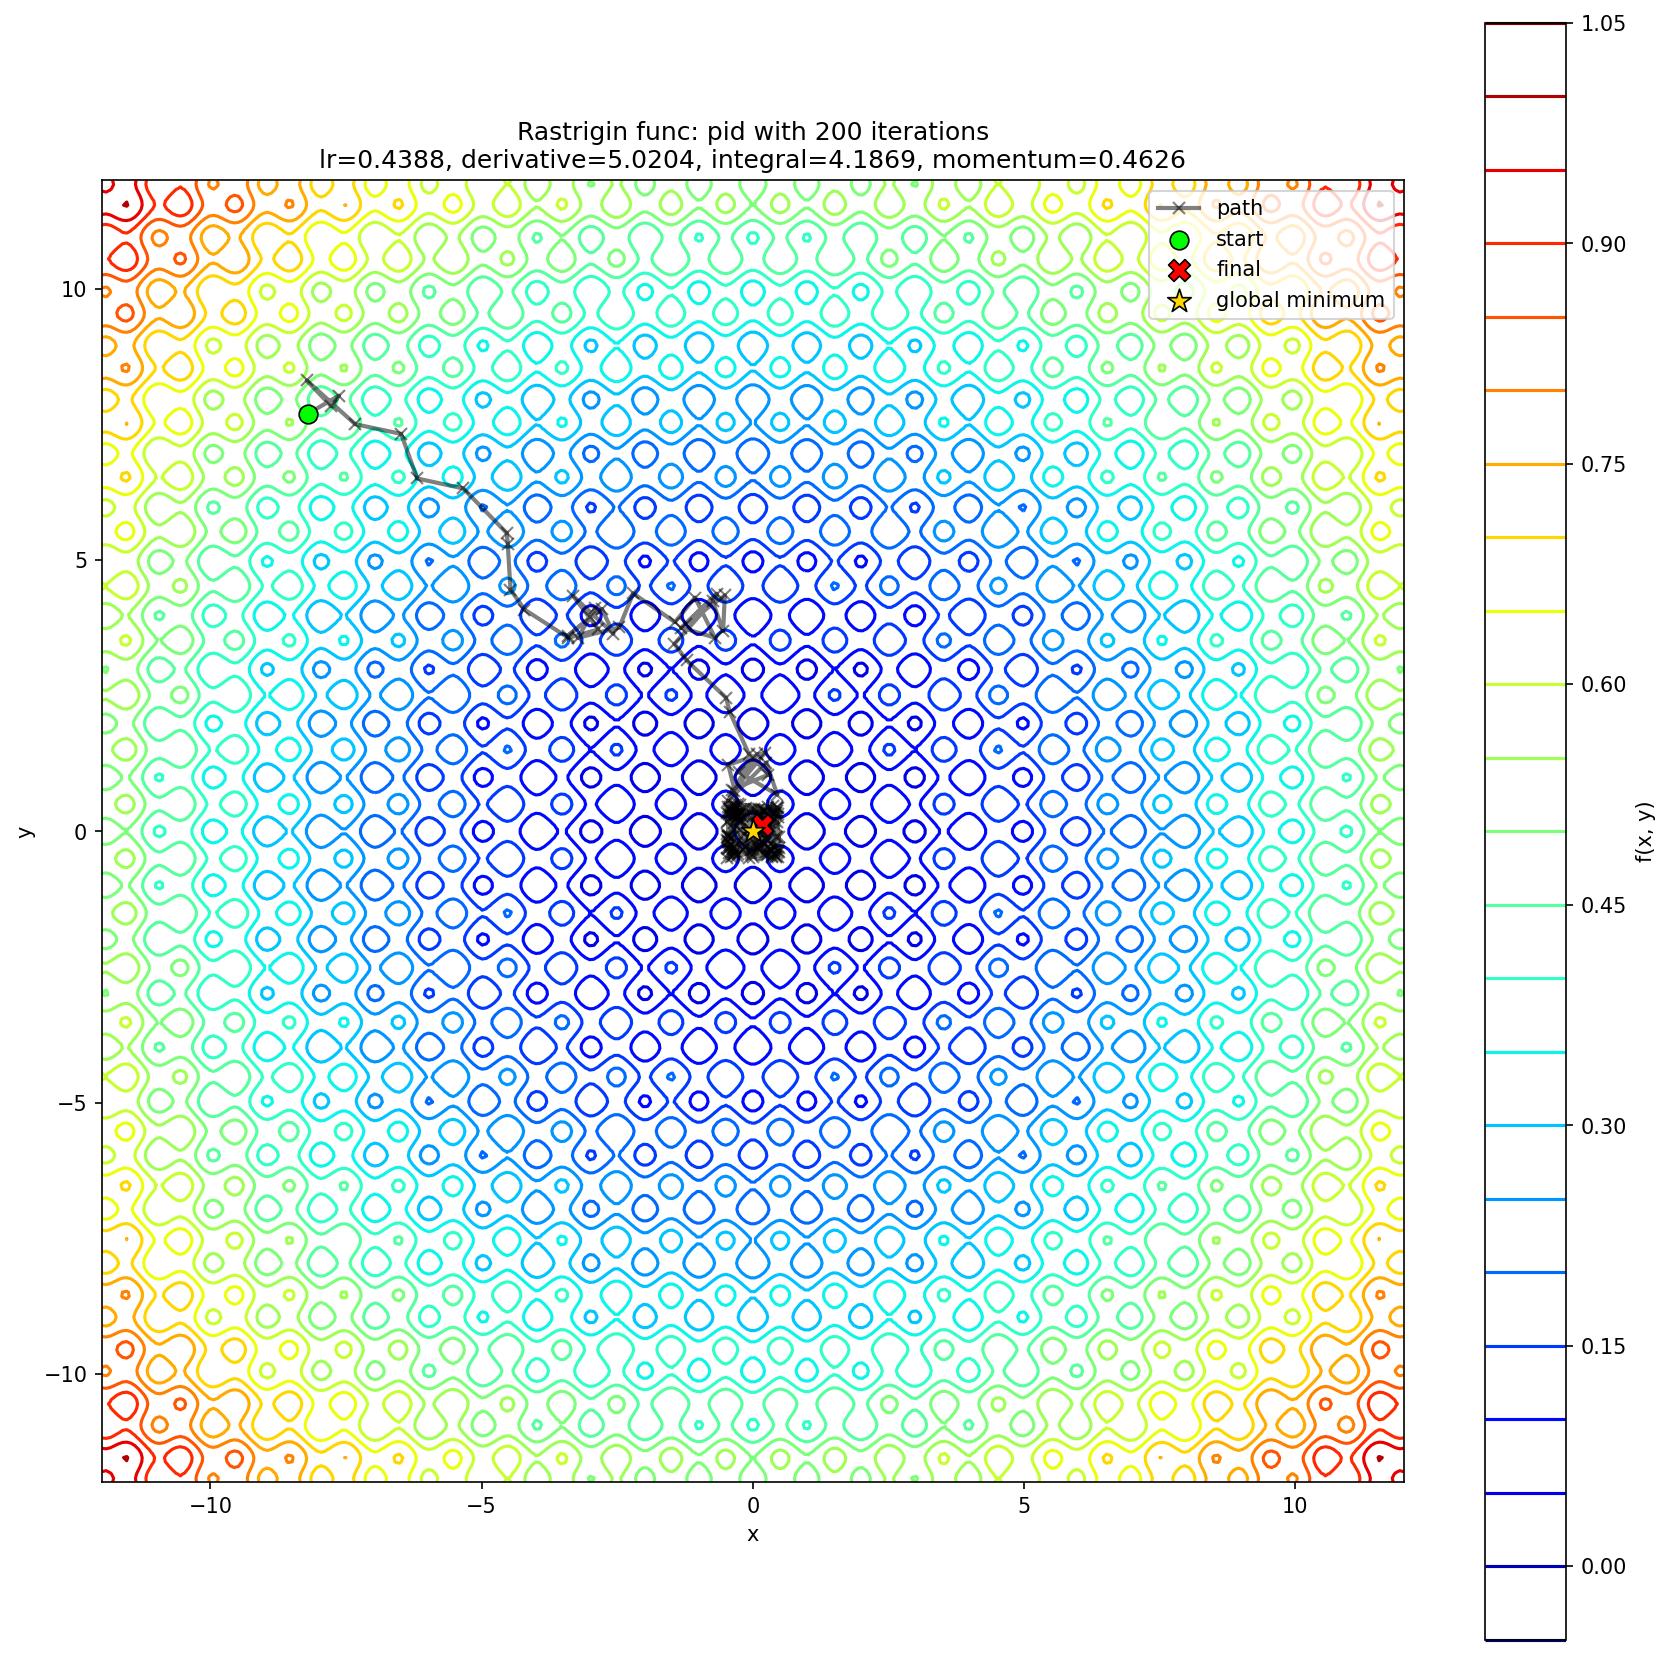 Rastrigin func: pid with 200 iterations
lr=0.4388, derivative=5.0204, integral=4.1869, momentum=0.4626
path
start
final
global minimum
10
5
0
−5
−10
y
−10
−5
0
5
10
x
1.05
0.90
0.75
0.60
0.45
0.30
0.15
0.00
f(x, y)